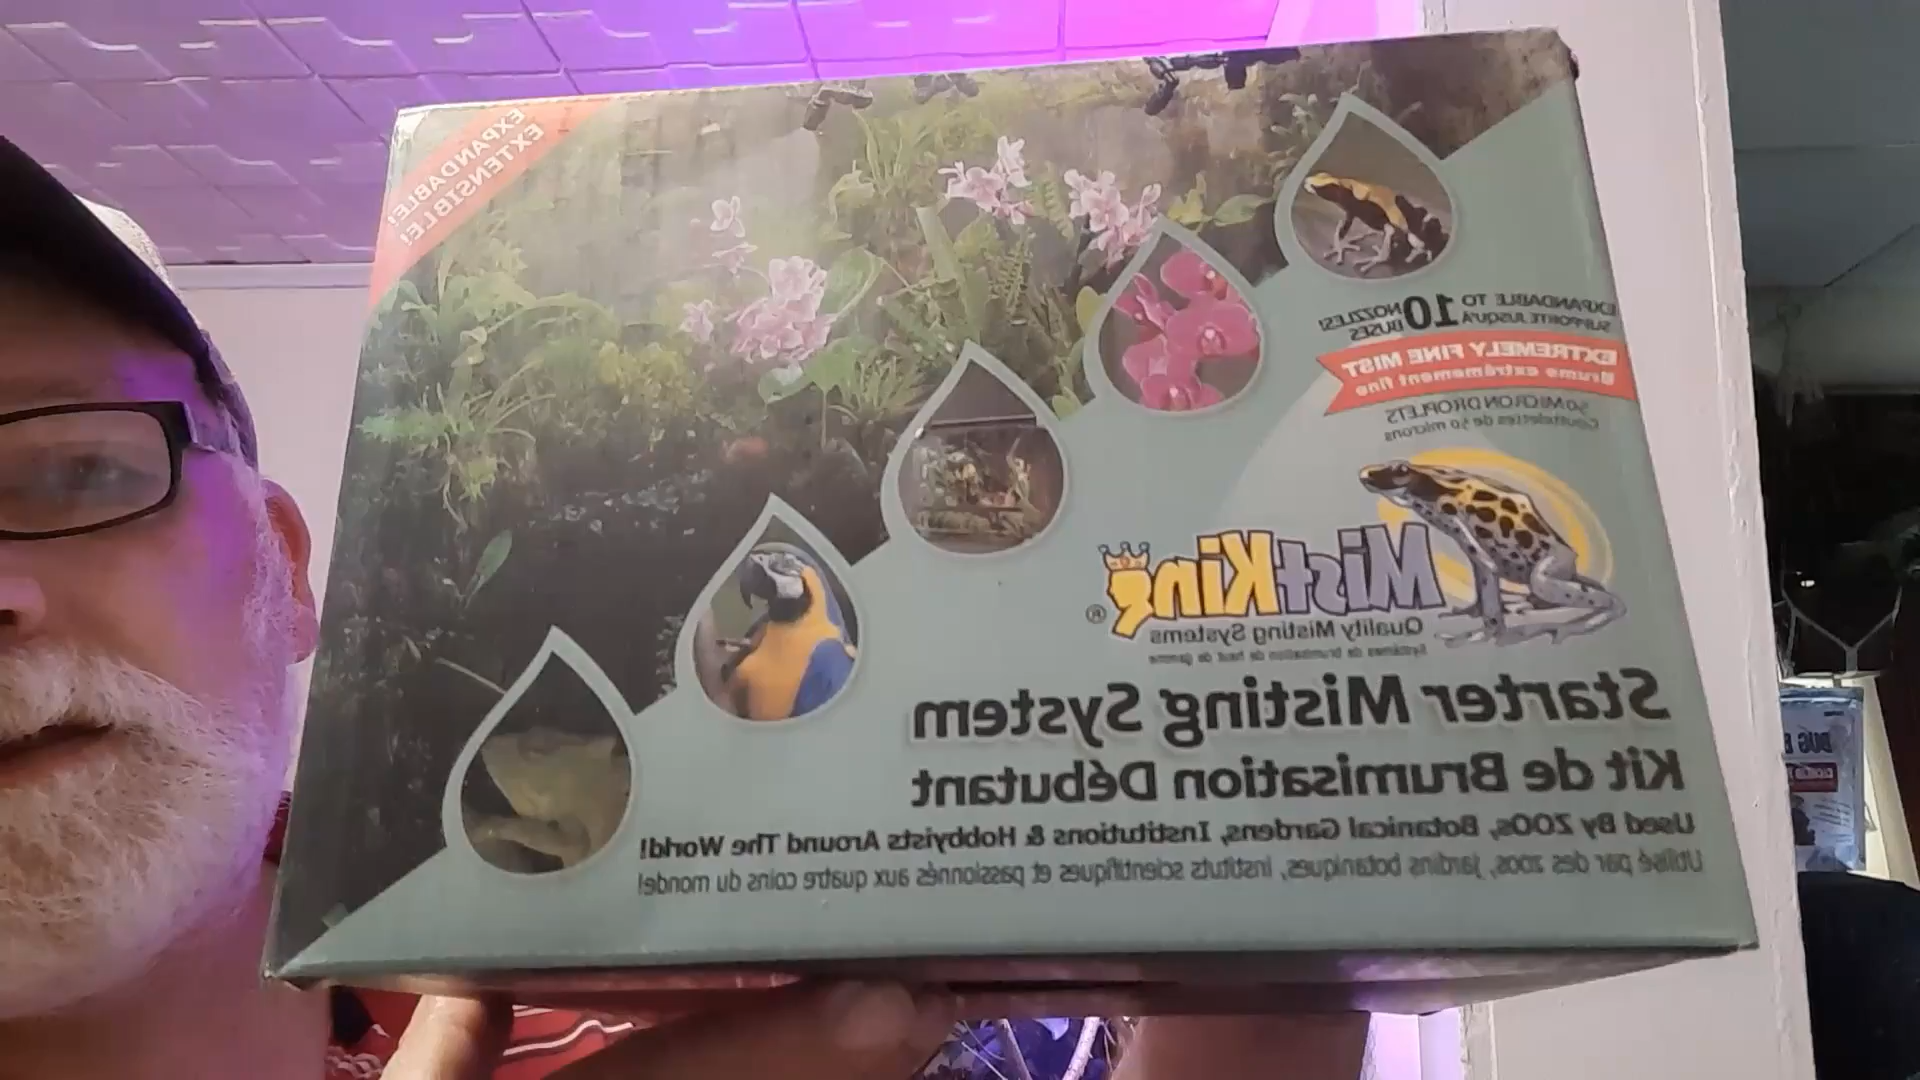 EXPANDABLE!
EXTENSIBLE!
EXPANDABLE TO 10 NOZZLES!
SUPPORTE JUSQU'À BUSES
EXTREMELY FINE MIST
Brume extrêmement fine
50 MICRON DROPLETS
Gouttelettes de 50 microns
MistKing®
Quality Misting Systems
Systèmes de brumisation de haut de gamme
Starter Misting System
Kit de Brumisation Débutant
Used By ZOOs, Botanical Gardens, Institutions & Hobbyists Around The World!
Utilisé par des zoos, jardins botaniques, instituts scientifiques et passionnés aux quatre coins du monde!
BUG